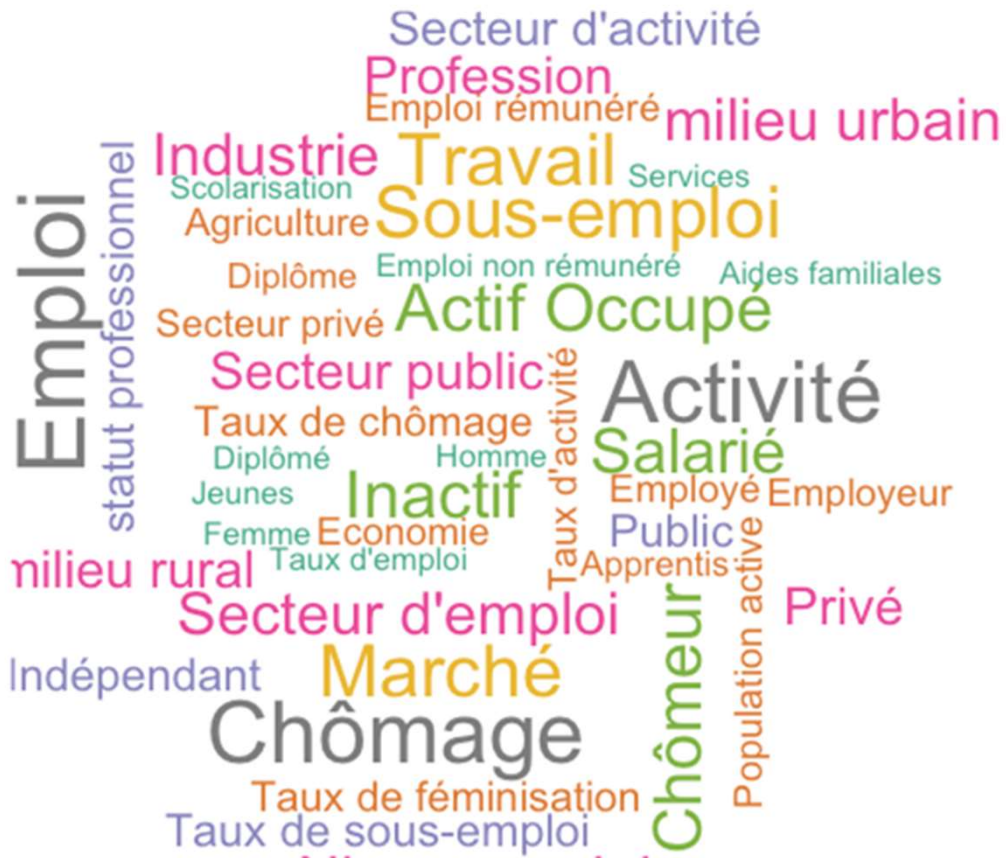 Secteur d'activité
Profession
Emploi rémunéré
milieu urbain
Industrie
Travail
Services
Scolarisation
Agriculture
Sous-emploi
Emploi
statut professionnel
Diplôme
Emploi non rémunéré
Aides familiales
Secteur privé
Actif Occupé
Secteur public
Taux d'activité
Activité
Taux de chômage
Diplômé
Homme
Salarié
Jeunes
Inactif
Employé
Employeur
Femme
Economie
Public
Taux d'emploi
Apprentis
milieu rural
Secteur d'emploi
Chômeur
Population active
Privé
Indépendant
Marché
Chômage
Taux de féminisation
Taux de sous-emploi